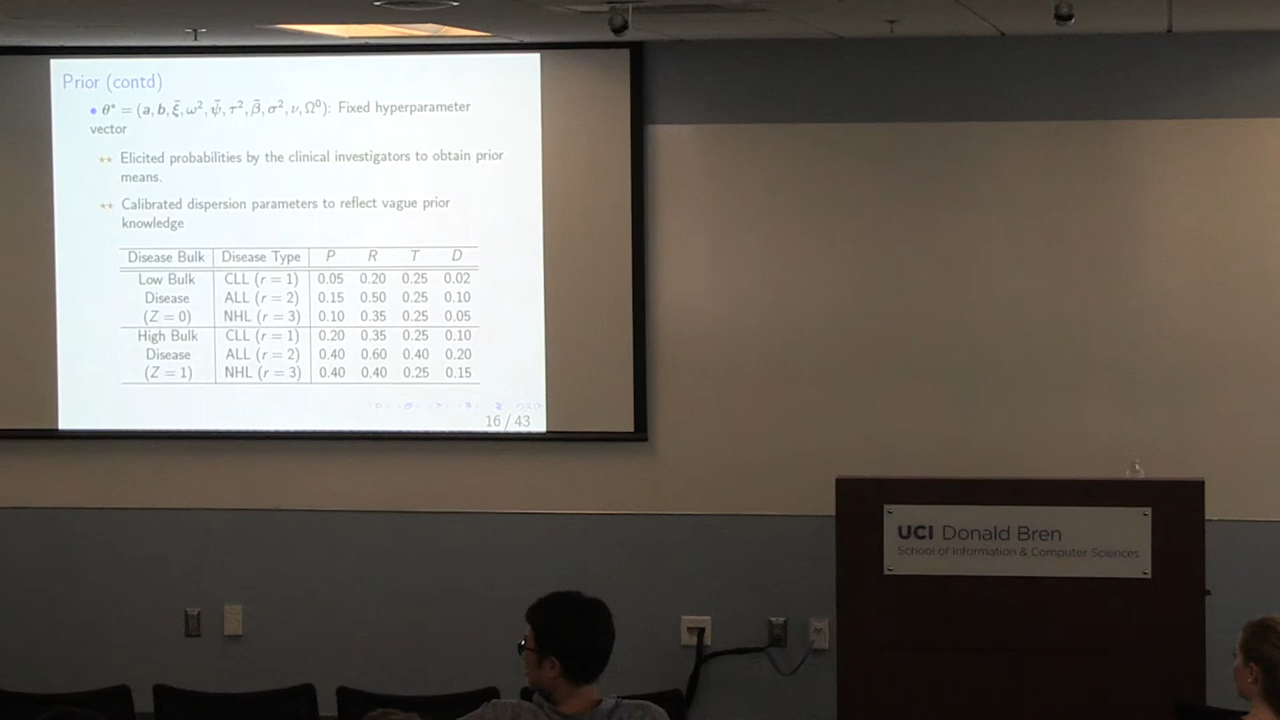 Prior (contd)
• θ* = (a, b, ξ̄, ω², ψ̄, τ², β̄, σ², ν, Ω⁰): Fixed hyperparameter
vector
★★ Elicited probabilities by the clinical investigators to obtain prior
means.
★★ Calibrated dispersion parameters to reflect vague prior
knowledge
Disease Bulk Disease Type P R T D
Low Bulk CLL (r = 1) 0.05 0.20 0.25 0.02
Disease ALL (r = 2) 0.15 0.50 0.25 0.10
(Z = 0) NHL (r = 3) 0.10 0.35 0.25 0.05
High Bulk CLL (r = 1) 0.20 0.35 0.25 0.10
Disease ALL (r = 2) 0.40 0.60 0.40 0.20
(Z = 1) NHL (r = 3) 0.40 0.40 0.25 0.15
16 / 43
UCI Donald Bren
School of Information & Computer Sciences